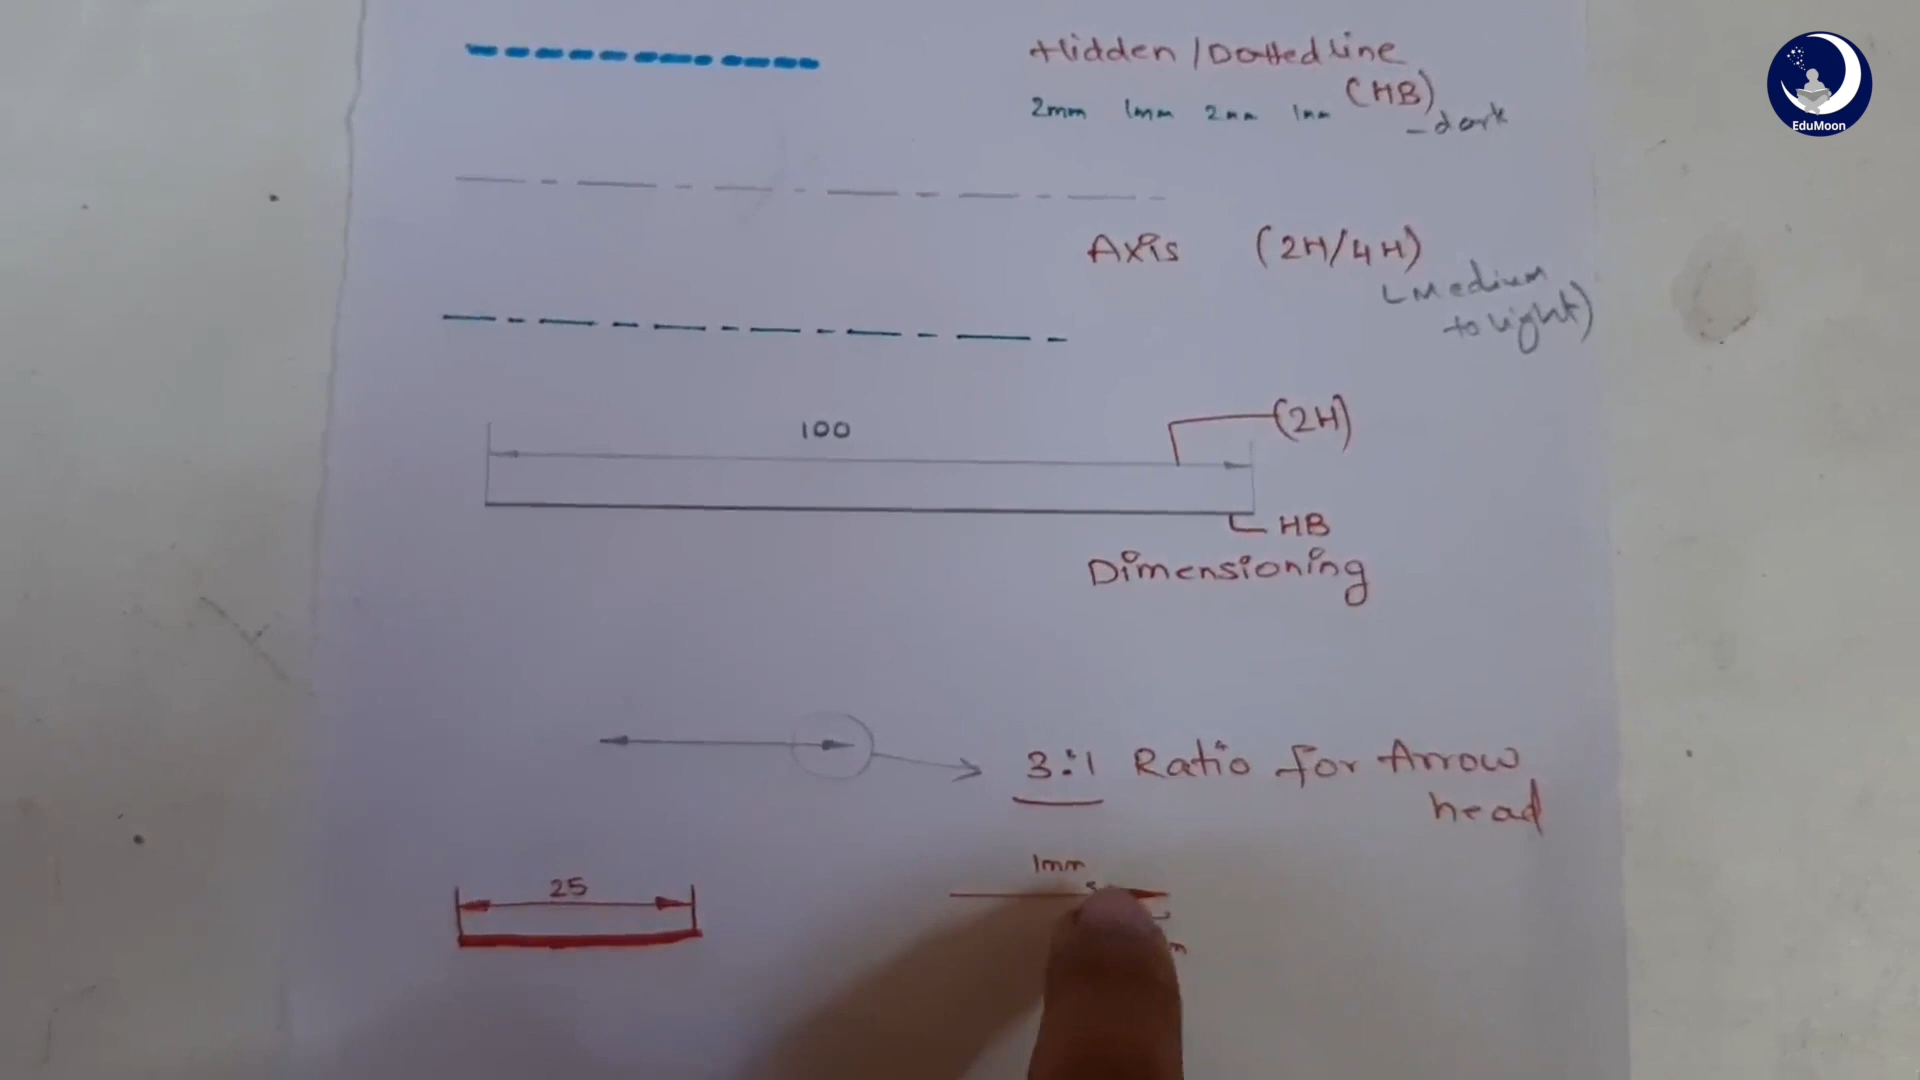 Hidden / Dotted line
(HB)
2mm 1mm 2mm 1mm
- dark
EduMoon
Axis (2H/4H)
Medium
to light)
100
(2H)
HB
Dimensioning
3:1 Ratio for Arrow
head
1mm
25